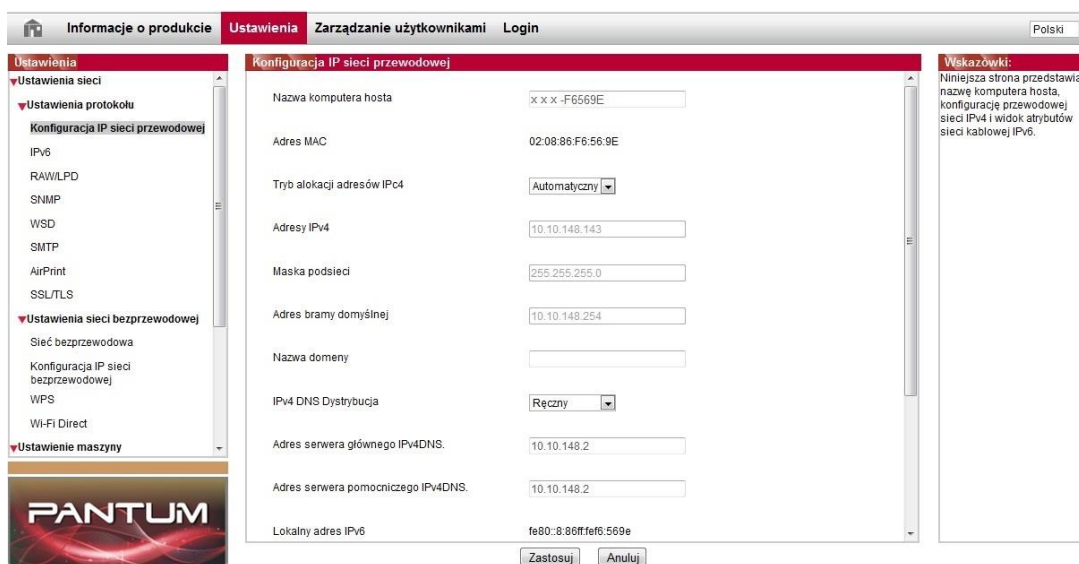 Informacje o produkcie
Ustawienia
Zarządzanie użytkownikami
Login
Polski
Ustawienia
▼Ustawienia sieci
▼Ustawienia protokołu
Konfiguracja IP sieci przewodowej
IPv6
RAW/LPD
SNMP
WSD
SMTP
AirPrint
SSL/TLS
▼Ustawienia sieci bezprzewodowej
Sieć bezprzewodowa
Konfiguracja IP sieci
bezprzewodowej
WPS
Wi-Fi Direct
▼Ustawienie maszyny
PANTUM
Konfiguracja IP sieci przewodowej
Nazwa komputera hosta
x x x -F6569E
Adres MAC
02:08:86:F6:56:9E
Tryb alokacji adresów IPc4
Automatyczny
Adresy IPv4
10.10.148.143
Maska podsieci
255.255.255.0
Adres bramy domyślnej
10.10.148.254
Nazwa domeny
IPv4 DNS Dystrybucja
Ręczny
Adres serwera głównego IPv4DNS.
10.10.148.2
Adres serwera pomocniczego IPv4DNS.
10.10.148.2
Lokalny adres IPv6
fe80::8:86ff:fef6:569e
Zastosuj
Anuluj
Wskazówki:
Niniejsza strona przedstawia
nazwę komputera hosta,
konfigurację przewodowej
sieci IPv4 i widok atrybutów
sieci kablowej IPv6.